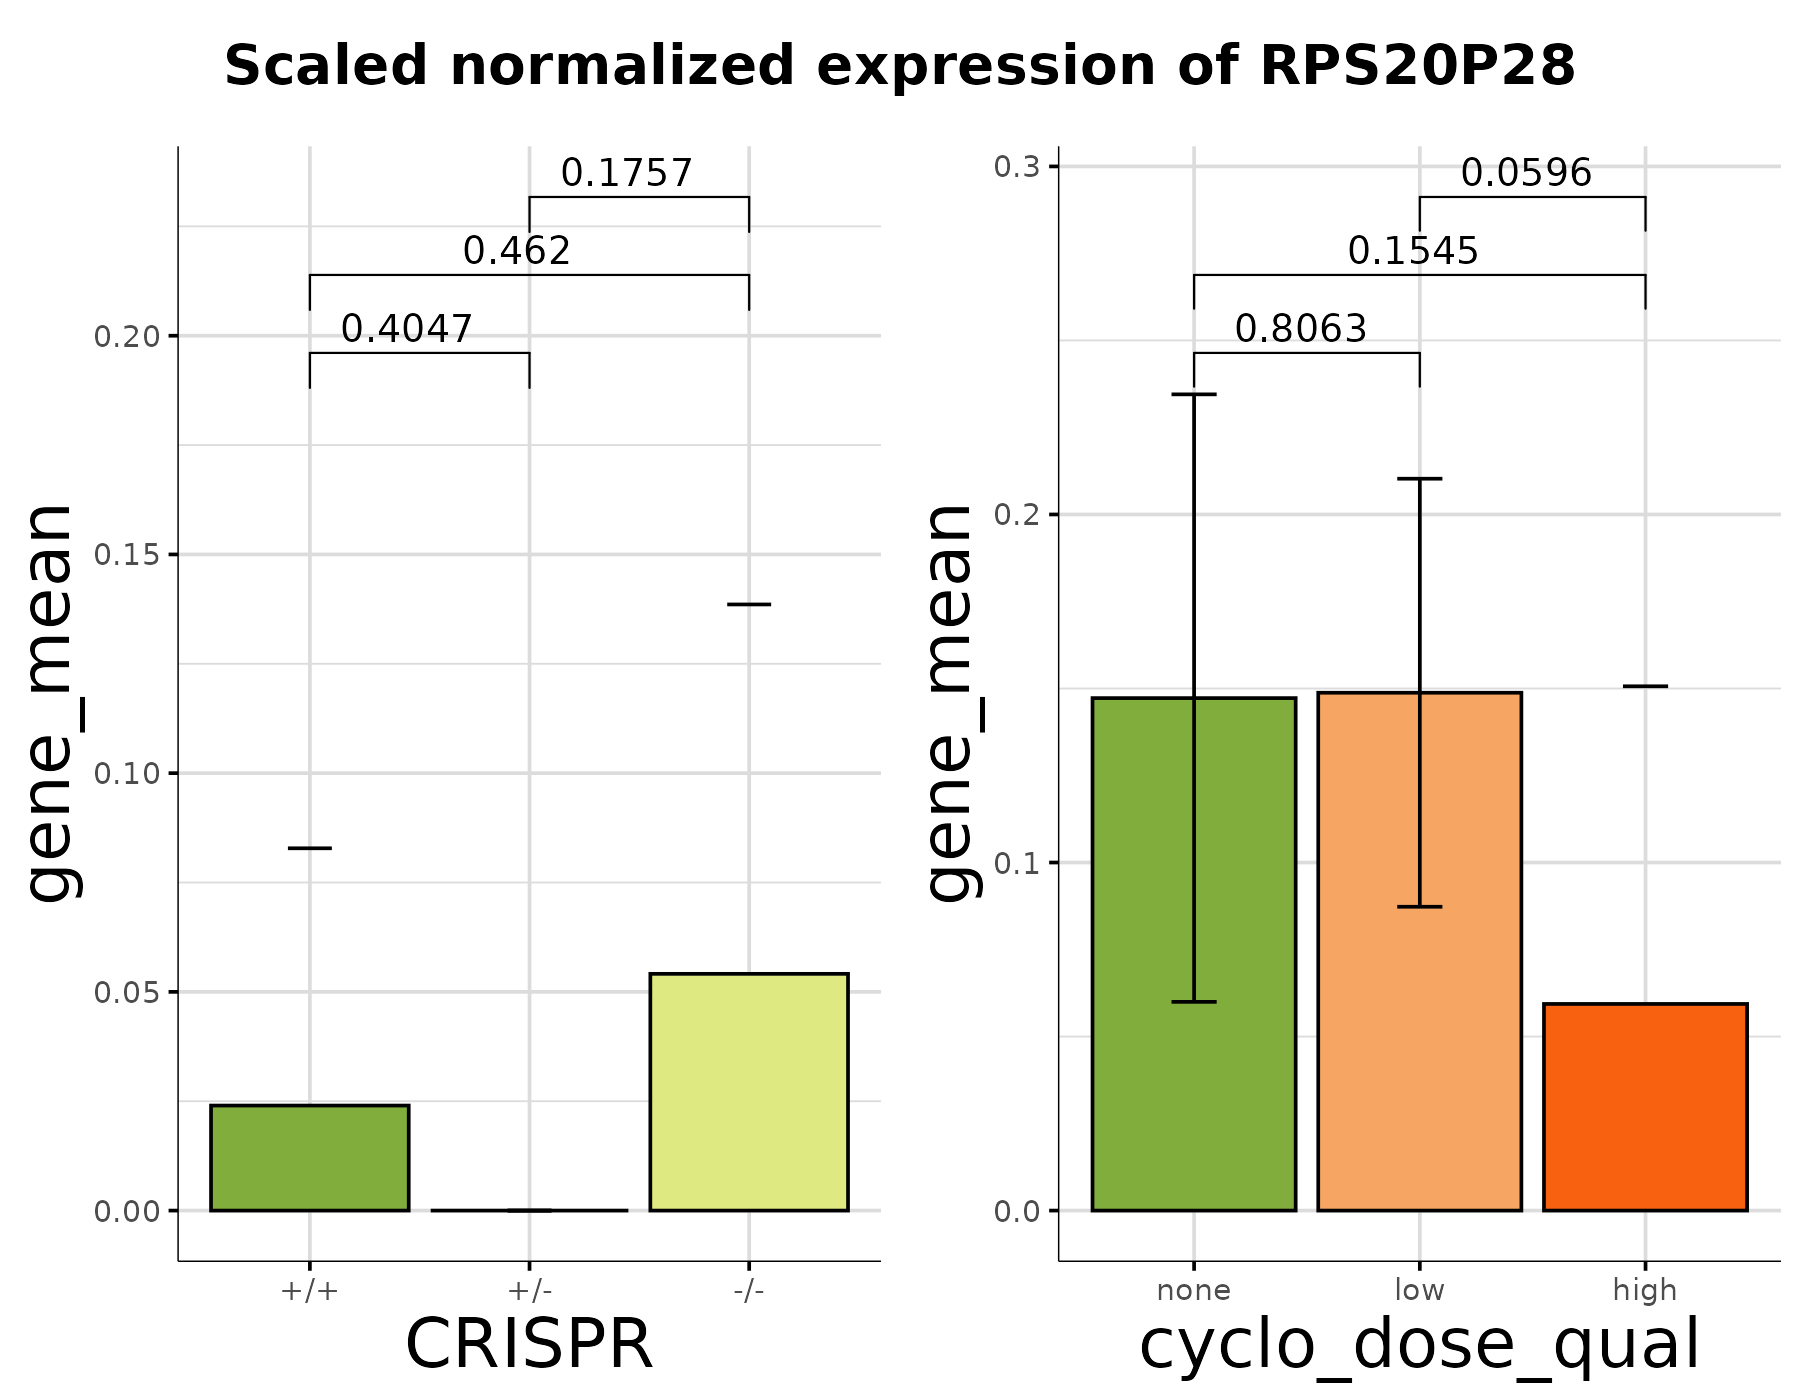 Scaled normalized expression of RPS20P28
gene_mean
0.20
0.15
0.10
0.05
0.00
0.1757
0.462
0.4047
+/+
+/-
-/-
CRISPR
gene_mean
0.3
0.2
0.1
0.0
0.0596
0.1545
0.8063
none
low
high
cyclo_dose_qual